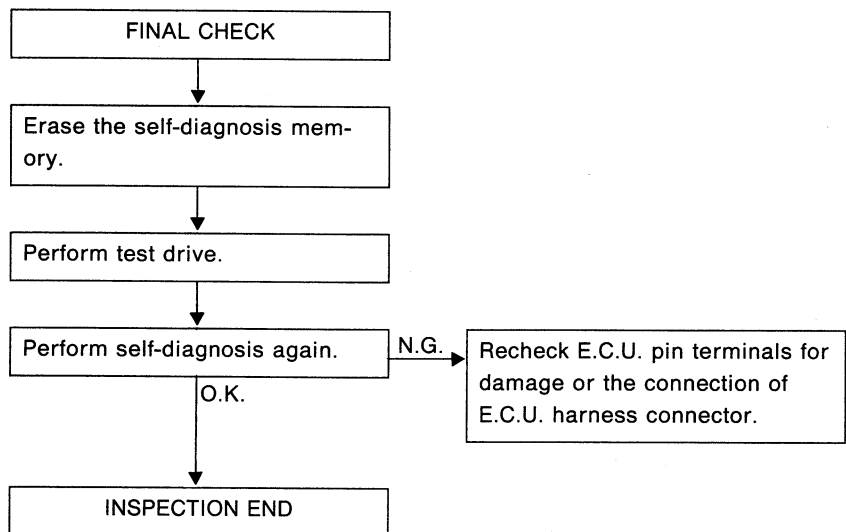 FINAL CHECK
Erase the self-diagnosis mem-
ory.
Perform test drive.
Perform self-diagnosis again.
N.G.
Recheck E.C.U. pin terminals for
damage or the connection of
E.C.U. harness connector.
O.K.
INSPECTION END